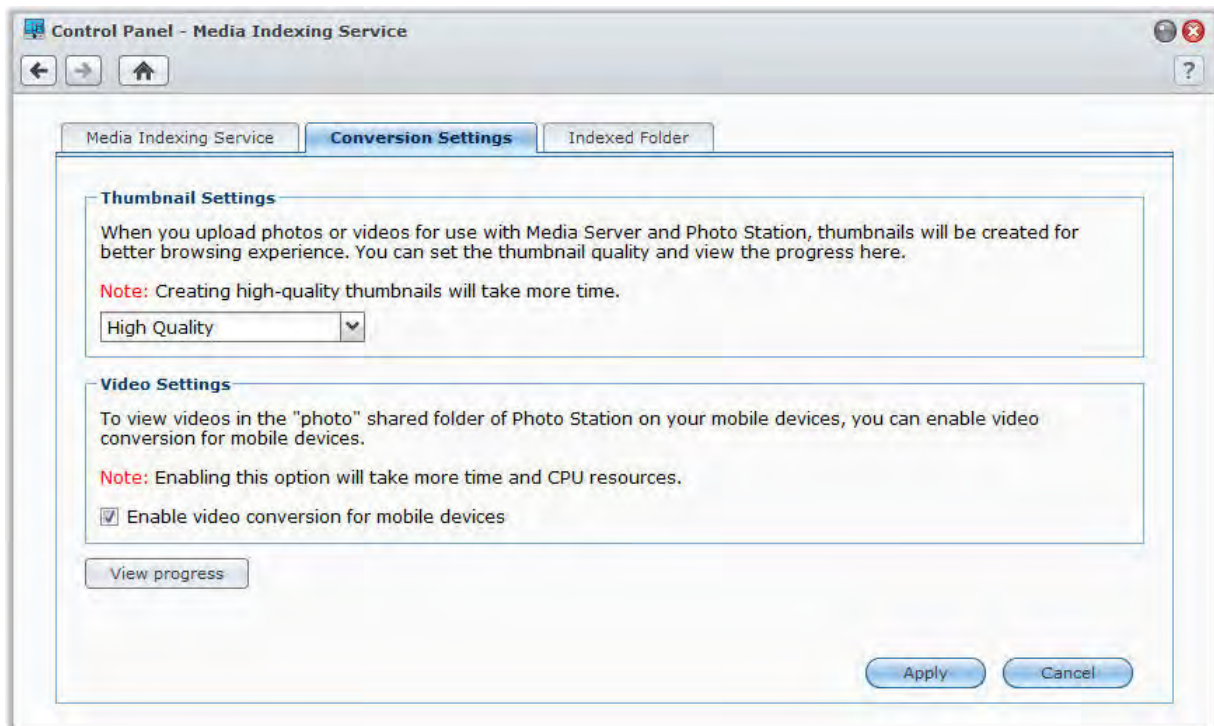 Control Panel - Media Indexing Service
?
Media Indexing Service Conversion Settings Indexed Folder
Thumbnail Settings
When you upload photos or videos for use with Media Server and Photo Station, thumbnails will be created for
better browsing experience. You can set the thumbnail quality and view the progress here.
Note: Creating high-quality thumbnails will take more time.
High Quality
Video Settings
To view videos in the "photo" shared folder of Photo Station on your mobile devices, you can enable video
conversion for mobile devices.
Note: Enabling this option will take more time and CPU resources.
Enable video conversion for mobile devices
View progress
Apply Cancel